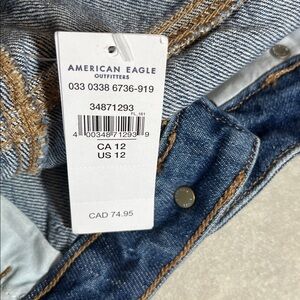 AMERICAN EAGLE
OUTFITTERS
033 0338 6736-919
34871293
FL_161
4 00348 71293 9
CA 12
US 12
CAD 74.95